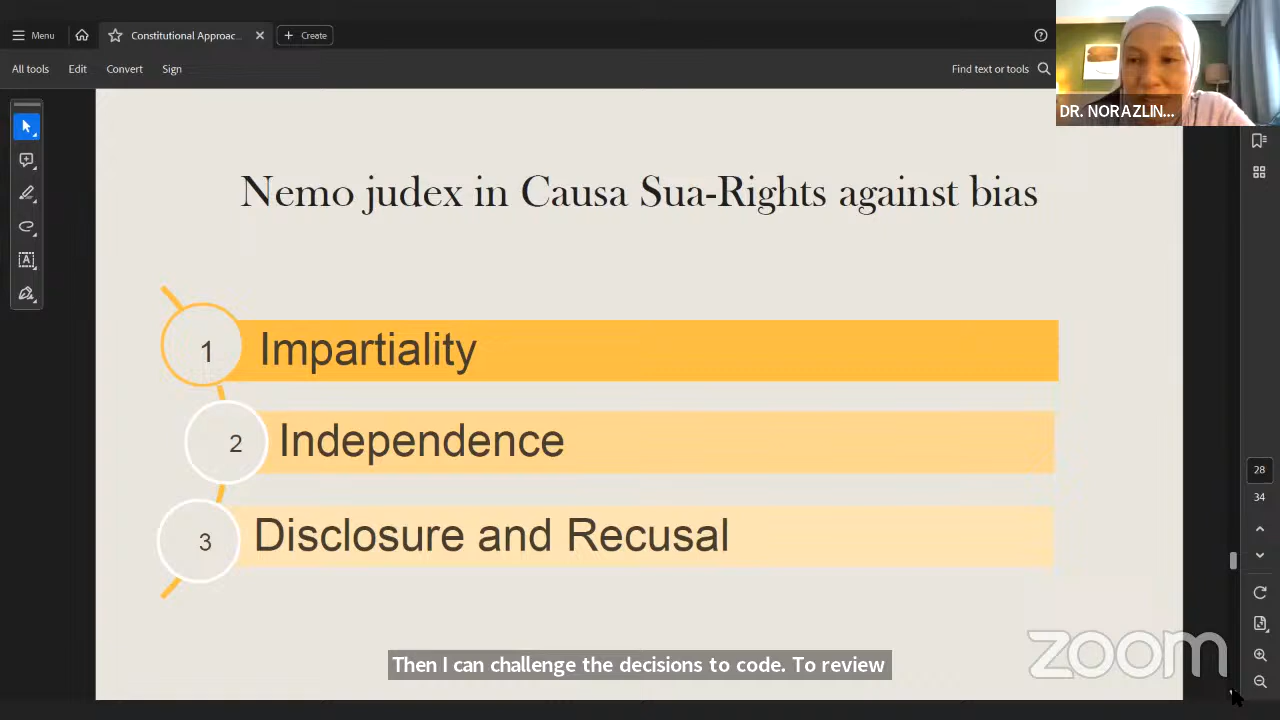 Menu
Constitutional Approac...
Create
All tools
Edit
Convert
Sign
Find text or tools
DR. NORAZLIN...
Nemo judex in Causa Sua-Rights against bias
1
Impartiality
2
Independence
3
Disclosure and Recusal
28
34
Then I can challenge the decisions to code. To review
zoom